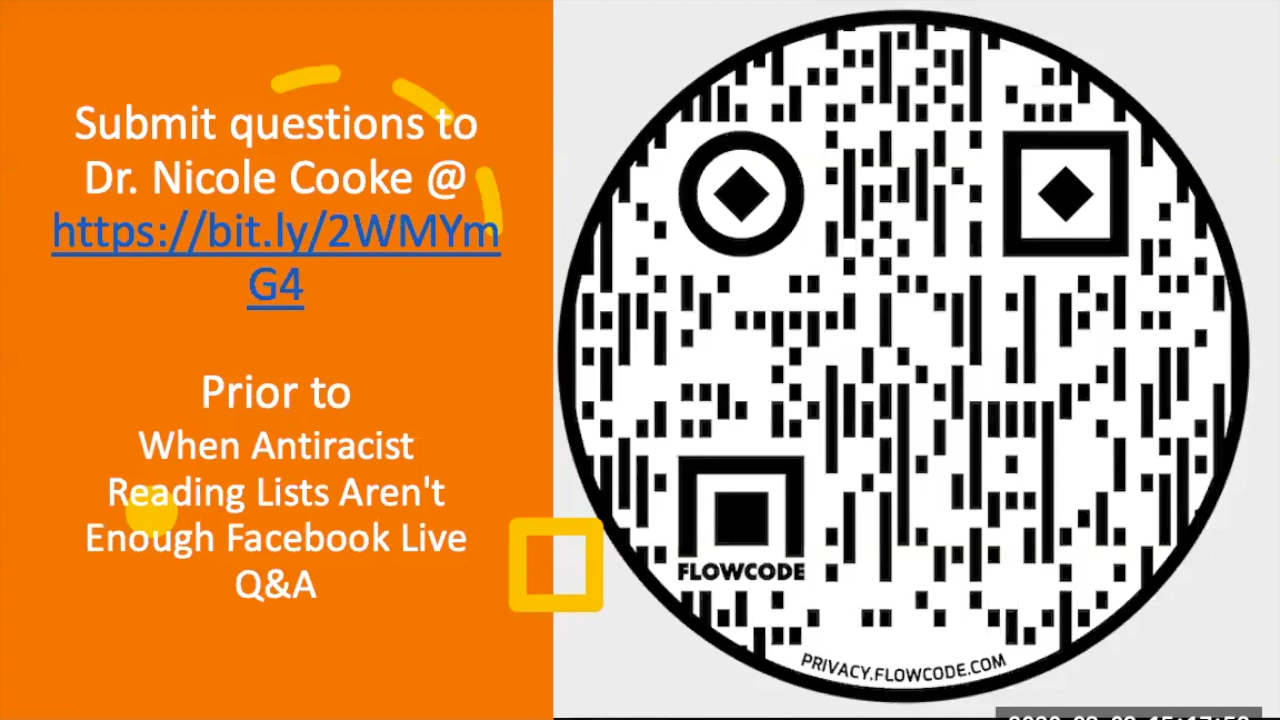 Submit questions to
Dr. Nicole Cooke @
https://bit.ly/2WMYm
G4
Prior to
When Antiracist
Reading Lists Aren't
Enough Facebook Live
Q&A
FLOWCODE
PRIVACY.FLOWCODE.COM